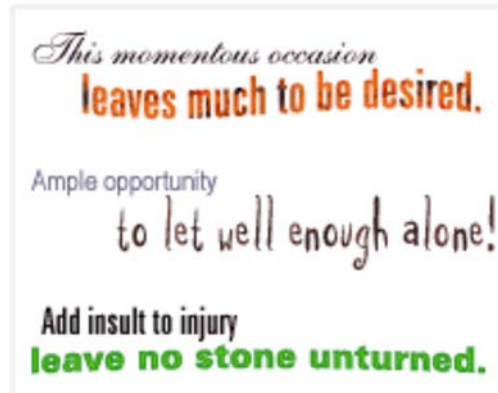 This momentous occasion
leaves much to be desired.
Ample opportunity
to let well enough alone!
Add insult to injury
leave no stone unturned.